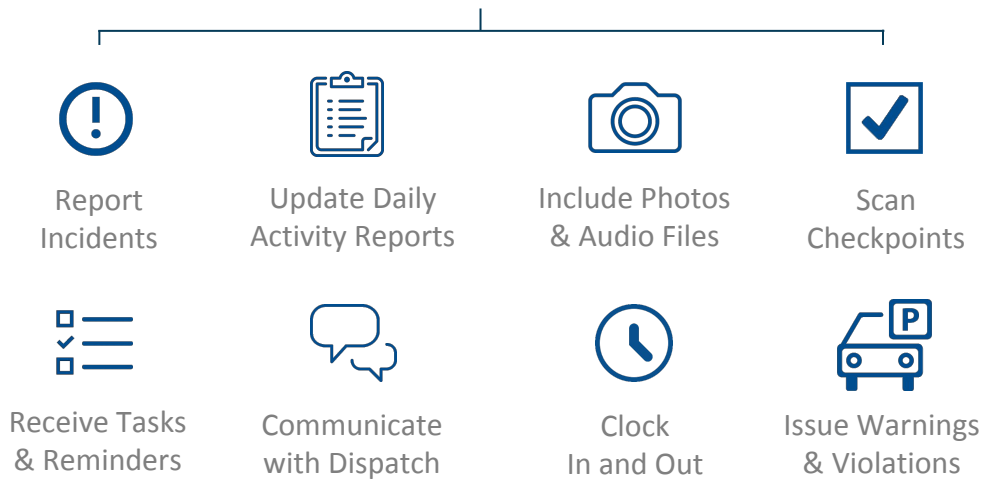 Report
Incidents
Update Daily
Activity Reports
Include Photos
& Audio Files
Scan
Checkpoints
P
Receive Tasks
& Reminders
Communicate
with Dispatch
Clock
In and Out
Issue Warnings
& Violations